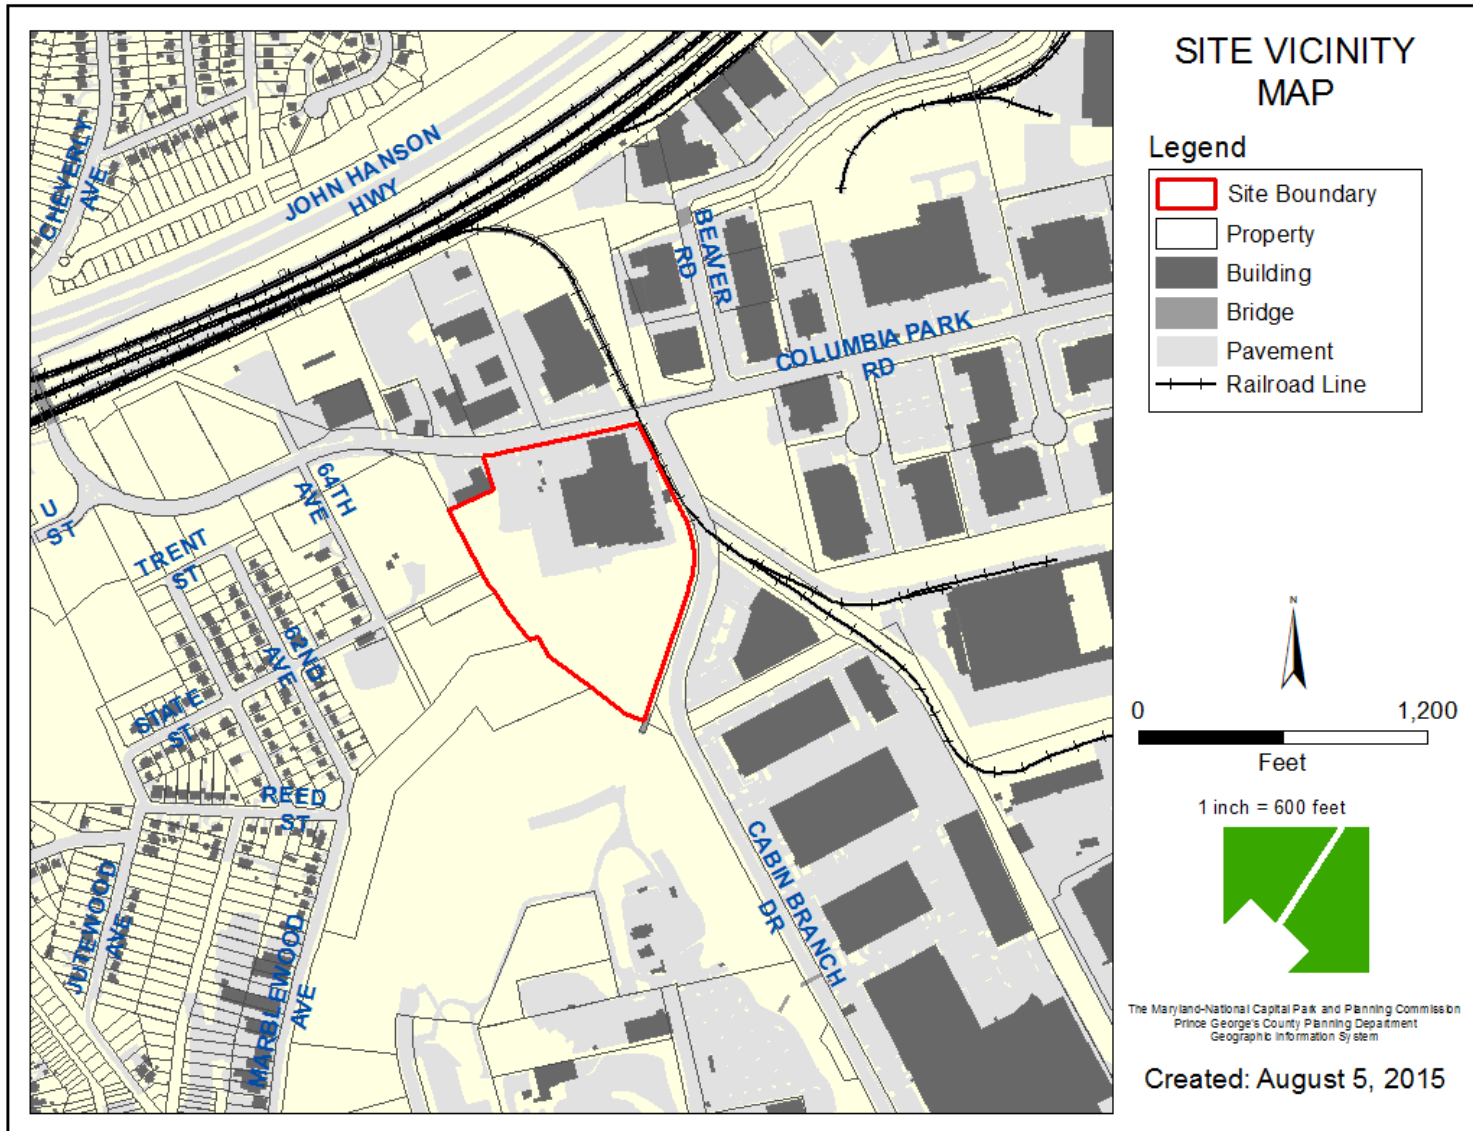 SITE VICINITY
MAP
Legend
Site Boundary
Property
Building
Bridge
Pavement
Railroad Line
N
0 1,200
Feet
1 inch = 600 feet
The Maryland-National Capital Park and Planning Commission
Prince George's County Planning Department
Geographic Information System
Created: August 5, 2015
CHEVERLY
AVE
JOHN HANSON
HWY
BEAVER
RD
COLUMBIA PARK
RD
64TH
AVE
U
ST
TRENT
ST
62ND
AVE
STATE
ST
REED
ST
JUTEWOOD
AVE
MARBLEWOOD
AVE
CABIN BRANCH
DR